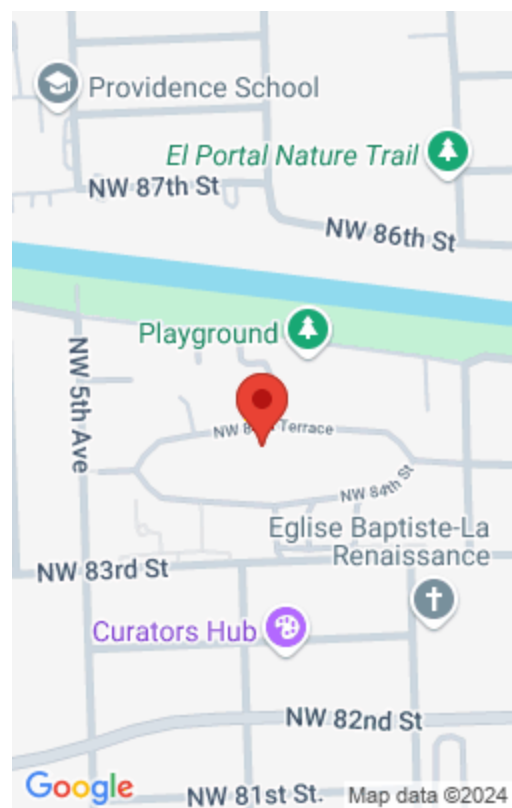 Providence School
El Portal Nature Trail
NW 87th St
NW 86th St
Playground
NW 5th Ave
NW 8 Terrace
NW 84th St
Eglise Baptiste-La
Renaissance
NW 83rd St
Curators Hub
NW 82nd St
Google
NW 81st St.
Map data ©2024